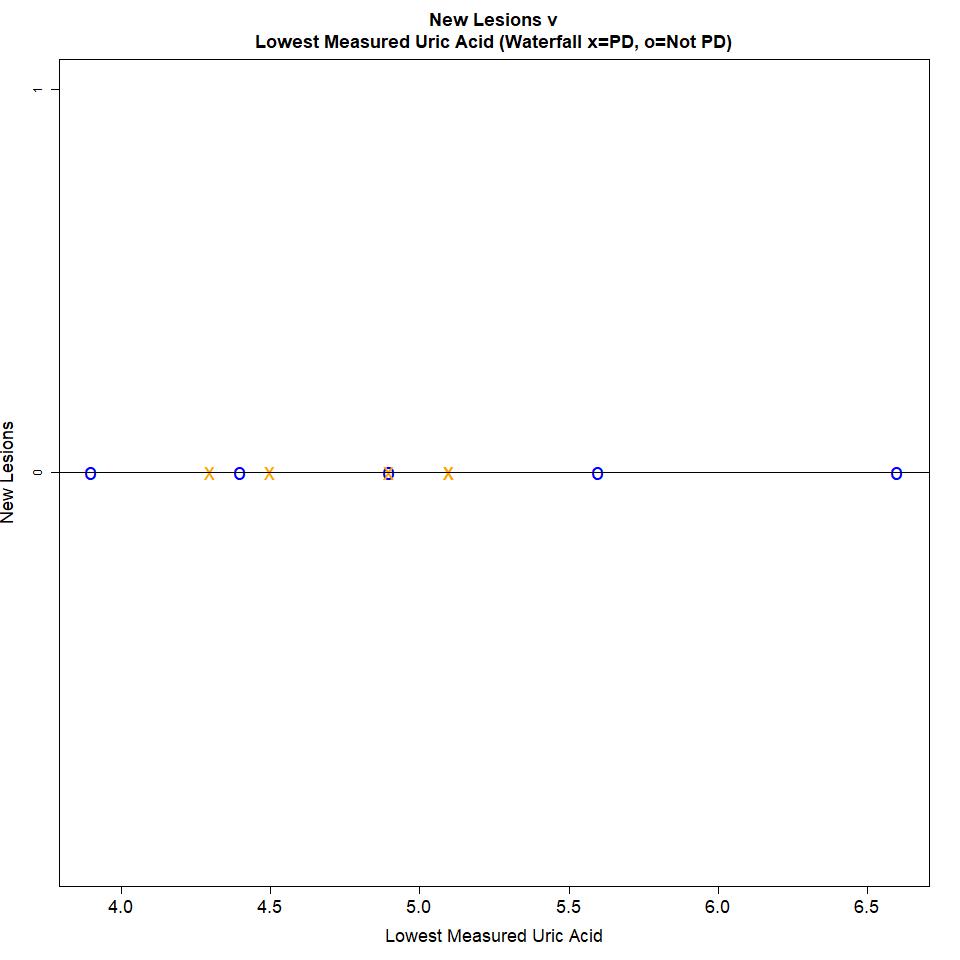 New Lesions v
Lowest Measured Uric Acid (Waterfall x=PD, o=Not PD)
New Lesions
1
0
o x o x o x x o o
4.0 4.5 5.0 5.5 6.0 6.5
Lowest Measured Uric Acid